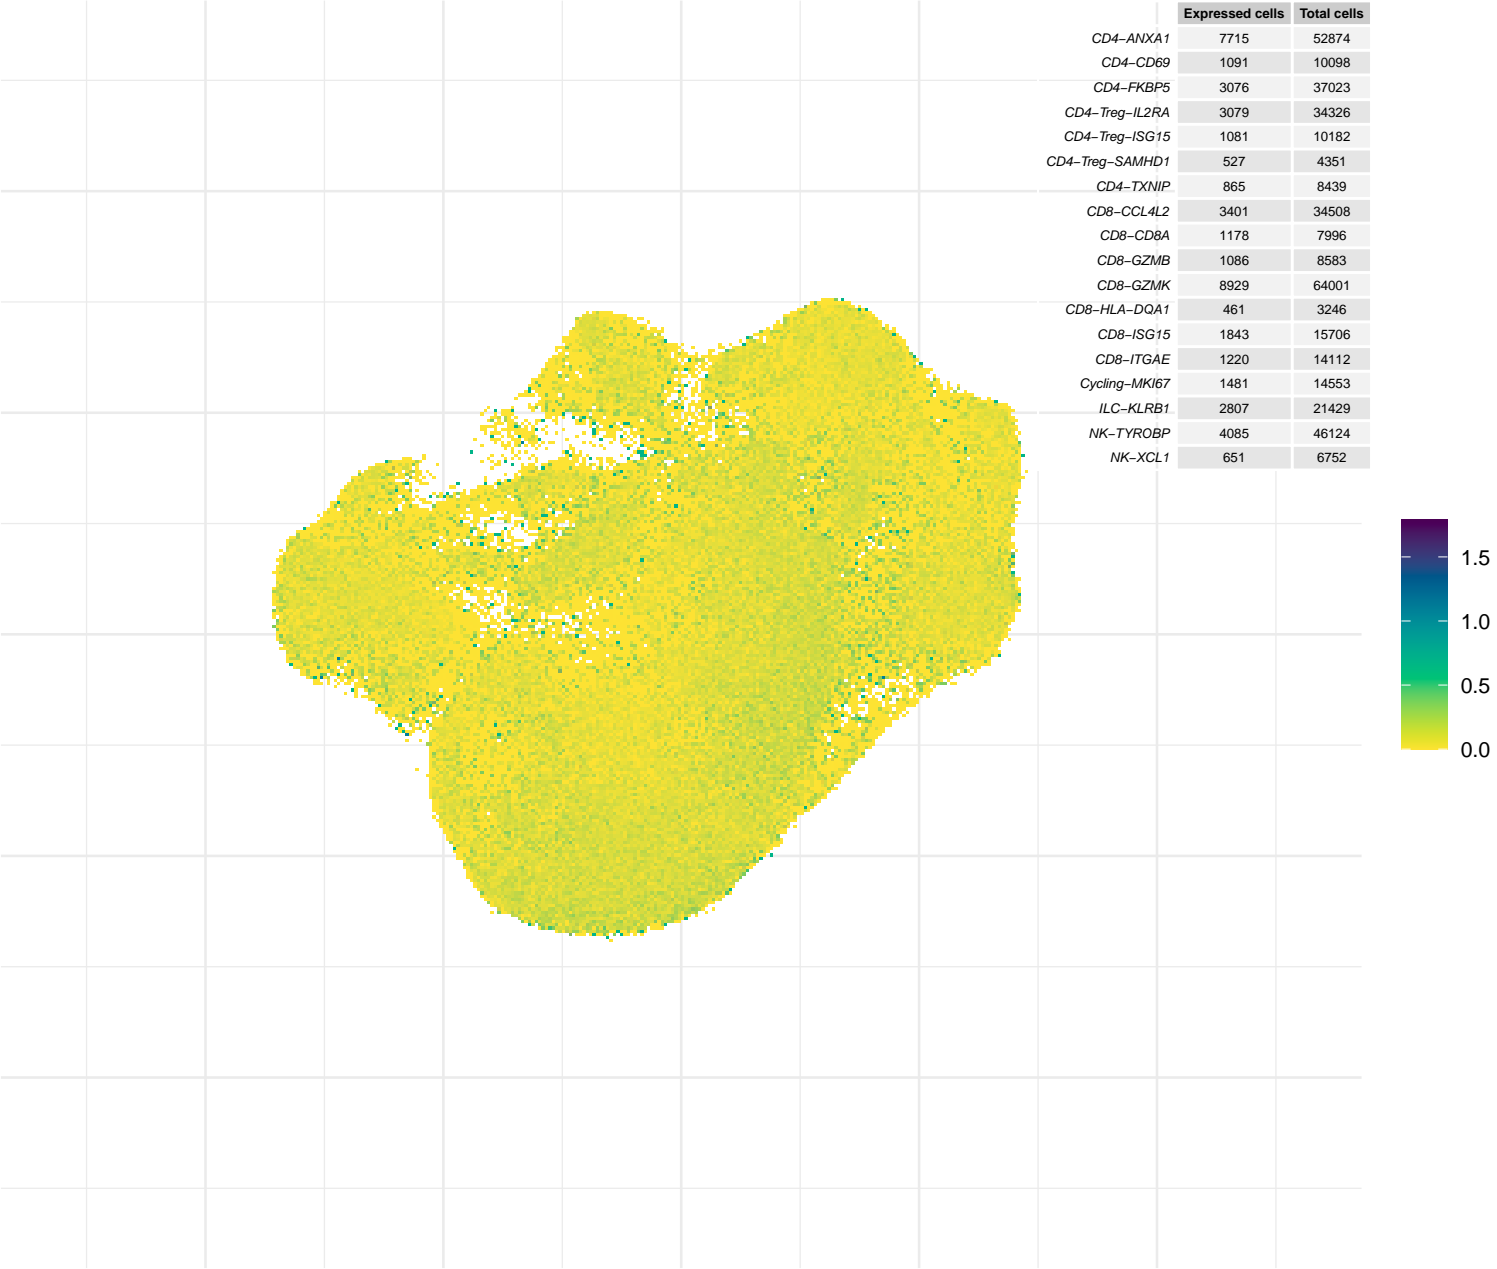 Expressed cells Total cells
CD4−ANXA1 7715 52874
CD4−CD69 1091 10098
CD4−FKBP5 3076 37023
CD4−Treg−IL2RA 3079 34326
CD4−Treg−ISG15 1081 10182
CD4−Treg−SAMHD1 527 4351
CD4−TXNIP 865 8439
CD8−CCL4L2 3401 34508
CD8−CD8A 1178 7996
CD8−GZMB 1086 8583
CD8−GZMK 8929 64001
CD8−HLA−DQA1 461 3246
CD8−ISG15 1843 15706
CD8−ITGAE 1220 14112
Cycling−MKI67 1481 14553
ILC−KLRB1 2807 21429
NK−TYROBP 4085 46124
NK−XCL1 651 6752
1.5
1.0
0.5
0.0